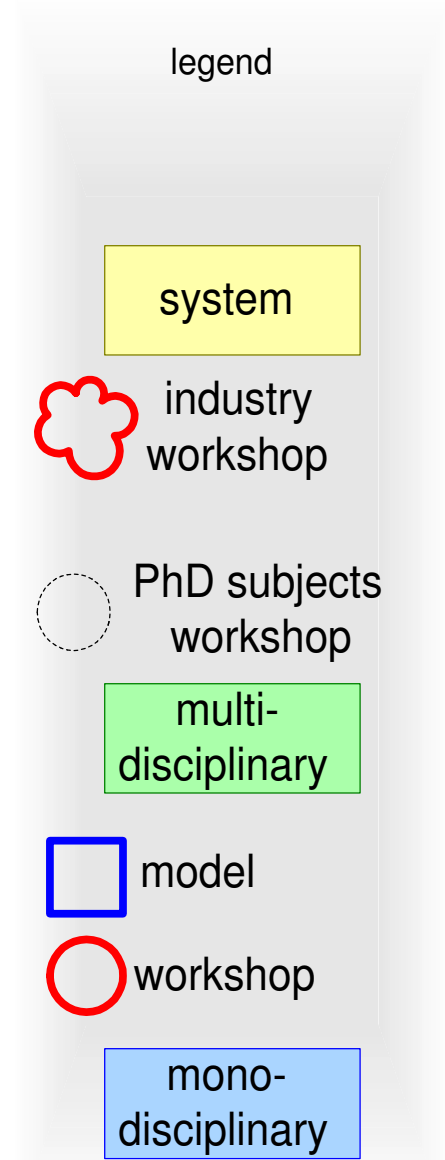 legend
system
industry
workshop
PhD subjects
workshop
multi-
disciplinary
model
workshop
mono-
disciplinary